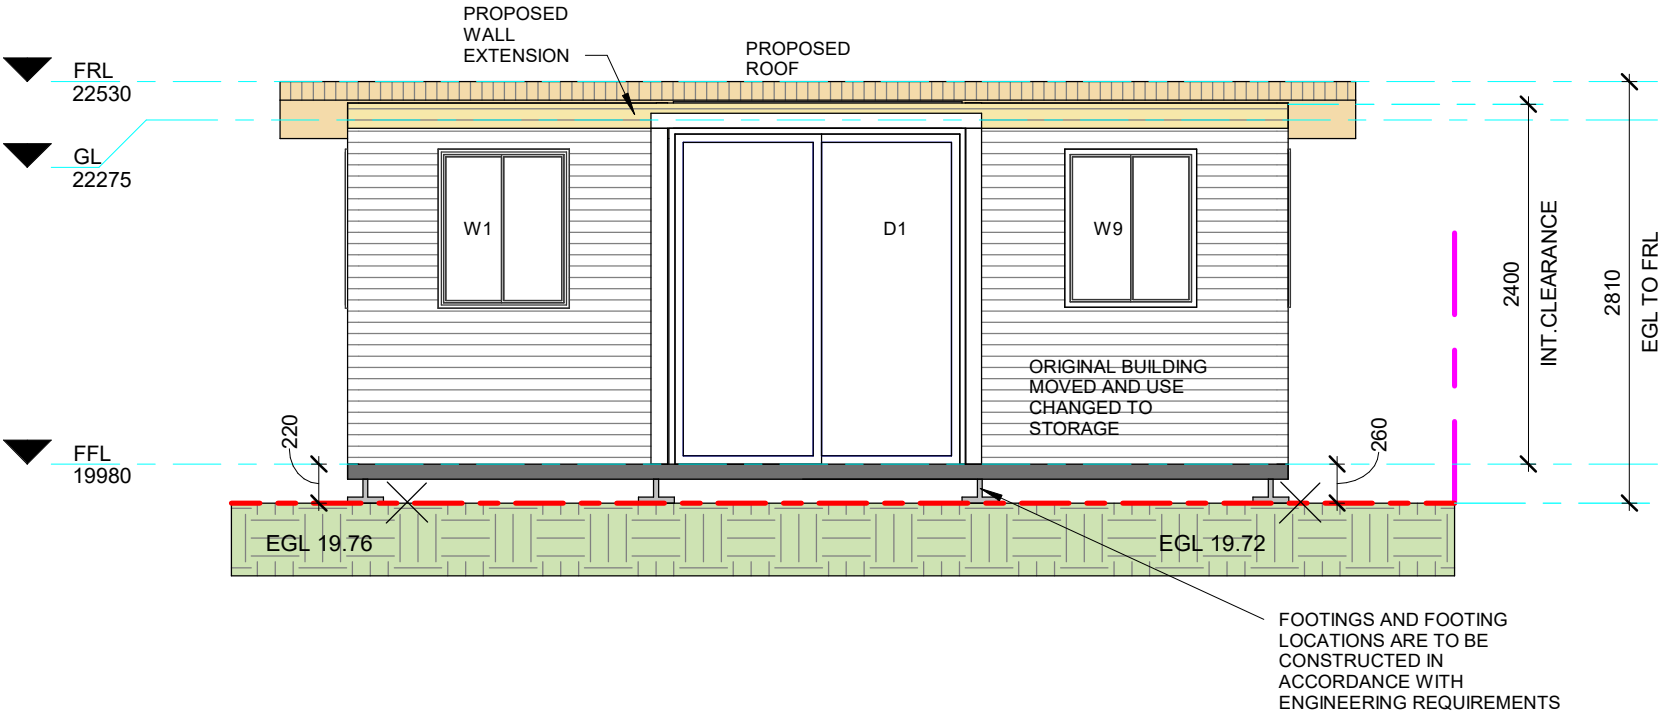 PROPOSED
WALL
EXTENSION
PROPOSED
ROOF
FRL
22530
GL
22275
W1
D1
W9
2400
INT.CLEARANCE
2810
EGL TO FRL
ORIGINAL BUILDING
MOVED AND USE
CHANGED TO
STORAGE
220
260
FFL
19980
EGL 19.76
EGL 19.72
FOOTINGS AND FOOTING
LOCATIONS ARE TO BE
CONSTRUCTED IN
ACCORDANCE WITH
ENGINEERING REQUIREMENTS